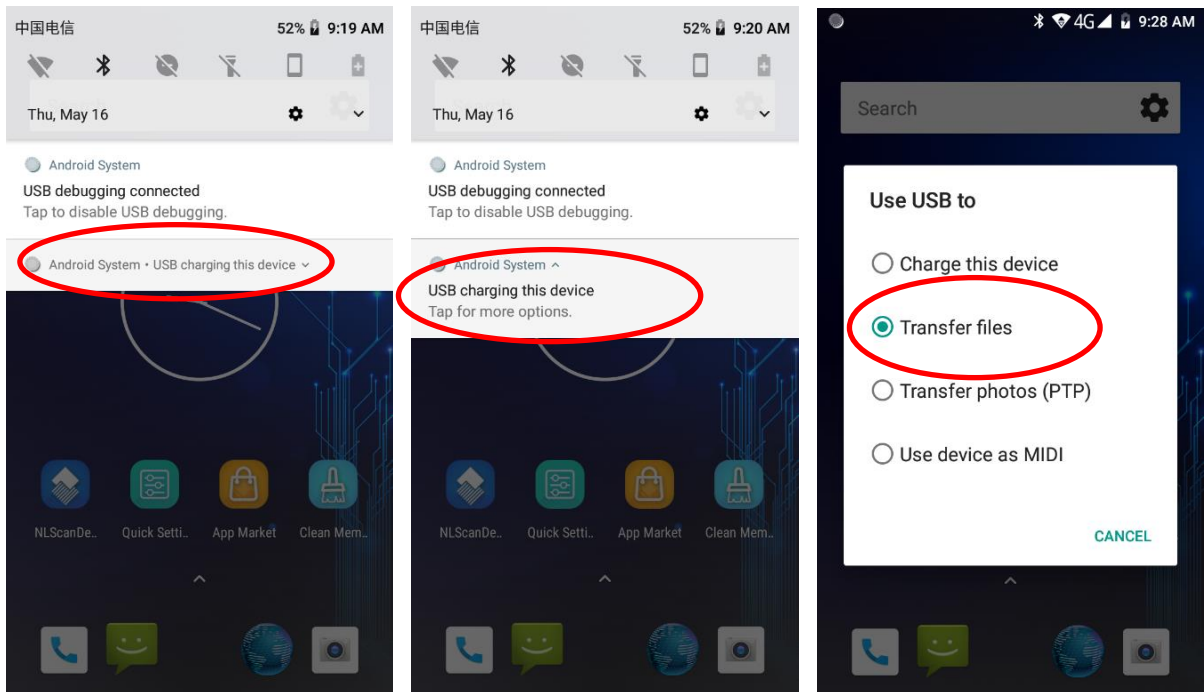 中国电信
52% 9:19 AM
Thu, May 16
Android System
USB debugging connected
Tap to disable USB debugging.
Android System • USB charging this device
NLScanDe..
Quick Setti..
App Market
Clean Mem..
中国电信
52% 9:20 AM
Thu, May 16
Android System
USB debugging connected
Tap to disable USB debugging.
Android System
USB charging this device
Tap for more options.
NLScanDe..
Quick Setti..
App Market
Clean Mem..
4G 9:28 AM
Search
Use USB to
Charge this device
Transfer files
Transfer photos (PTP)
Use device as MIDI
CANCEL